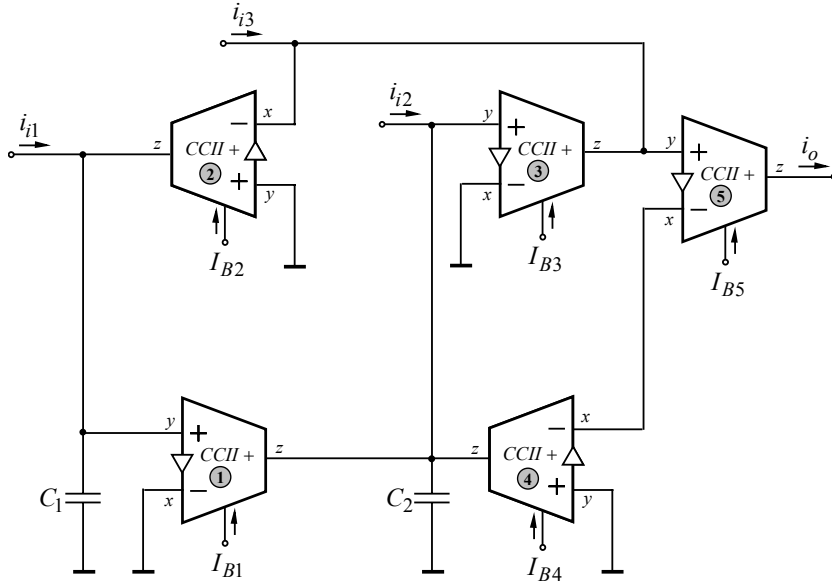 i_{i3}
i_{i1}
z
x
−
CCII +
2
+
y
I_{B2}
i_{i2}
y
+
CCII +
3
−
x
z
I_{B3}
y
+
CCII +
5
−
x
z
i_o
I_{B5}
y
+
CCII +
1
−
x
z
C_1
I_{B1}
z
x
−
CCII +
4
+
y
C_2
I_{B4}